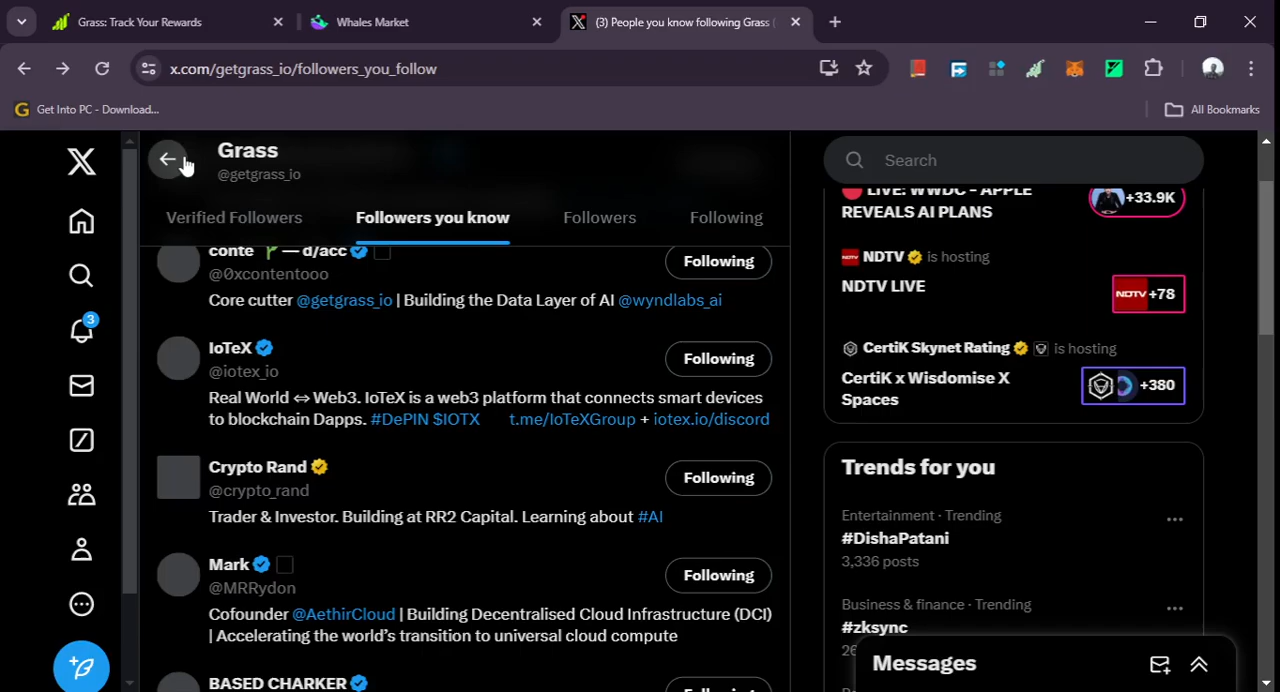 Grass: Track Your Rewards
Whales Market
(3) People you know following Grass (
x.com/getgrass_io/followers_you_follow
Get Into PC - Download...
All Bookmarks
Grass
@getgrass_io
Verified Followers
Followers you know
Followers
Following
conte — d/acc
@0xcontentooo
Following
Core cutter @getgrass_io | Building the Data Layer of AI @wyndlabs_ai
IoTeX
@iotex_io
Following
Real World ⇔ Web3. IoTeX is a web3 platform that connects smart devices
to blockchain Dapps. #DePIN $IOTX t.me/IoTeXGroup + iotex.io/discord
Crypto Rand
@crypto_rand
Following
Trader & Investor. Building at RR2 Capital. Learning about #AI
Mark
@MRRydon
Following
Cofounder @AethirCloud | Building Decentralised Cloud Infrastructure (DCI)
| Accelerating the world's transition to universal cloud compute
BASED CHARKER
3
Search
LIVE: WWDC - APPLE
REVEALS AI PLANS
+33.9K
NDTV is hosting
NDTV LIVE
NDTV +78
CertiK Skynet Rating is hosting
CertiK x Wisdomise X
Spaces
+380
Trends for you
Entertainment · Trending
#DishaPatani
3,336 posts
Business & finance · Trending
#zksync
Messages